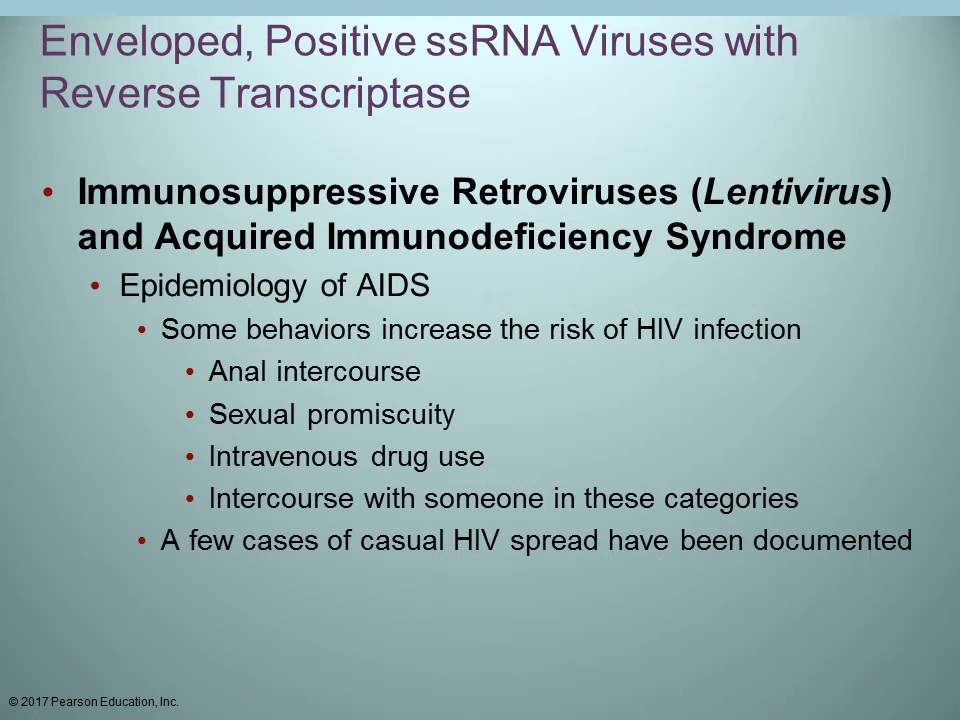 Enveloped, Positive ssRNA Viruses with
Reverse Transcriptase
• Immunosuppressive Retroviruses (Lentivirus)
and Acquired Immunodeficiency Syndrome
• Epidemiology of AIDS
• Some behaviors increase the risk of HIV infection
• Anal intercourse
• Sexual promiscuity
• Intravenous drug use
• Intercourse with someone in these categories
• A few cases of casual HIV spread have been documented
© 2017 Pearson Education, Inc.